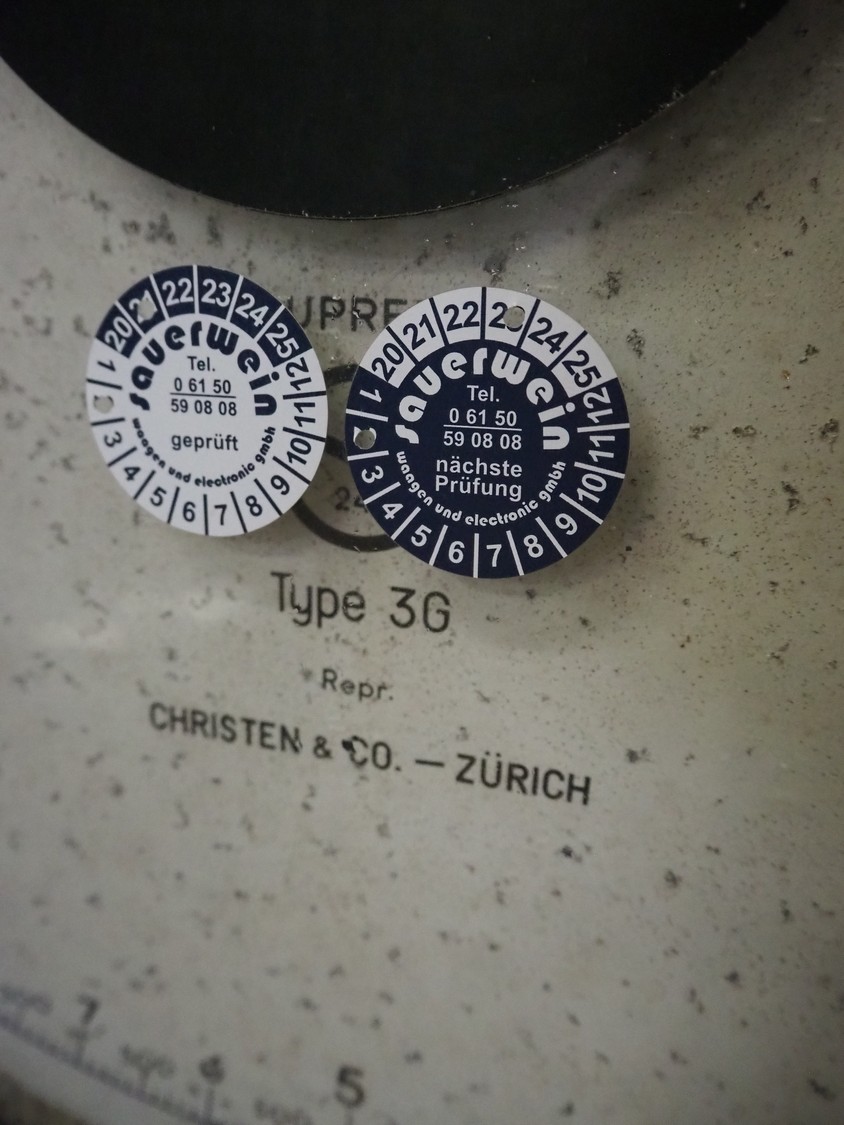 20 21 22 23 24 25
1 3 4 5 6 7 8 9 10 11 12
sauerwein
Tel.
0 61 50
59 08 08
geprüft
waagen und electronic gmbh
20 21 22 24 25
1 3 4 5 6 7 8 9 10 11 12
sauerwein
Tel.
0 61 50
59 08 08
nächste
Prüfung
waagen und electronic gmbh
Type 3G
Repr.
CHRISTEN & CO. — ZÜRICH
7 6 5